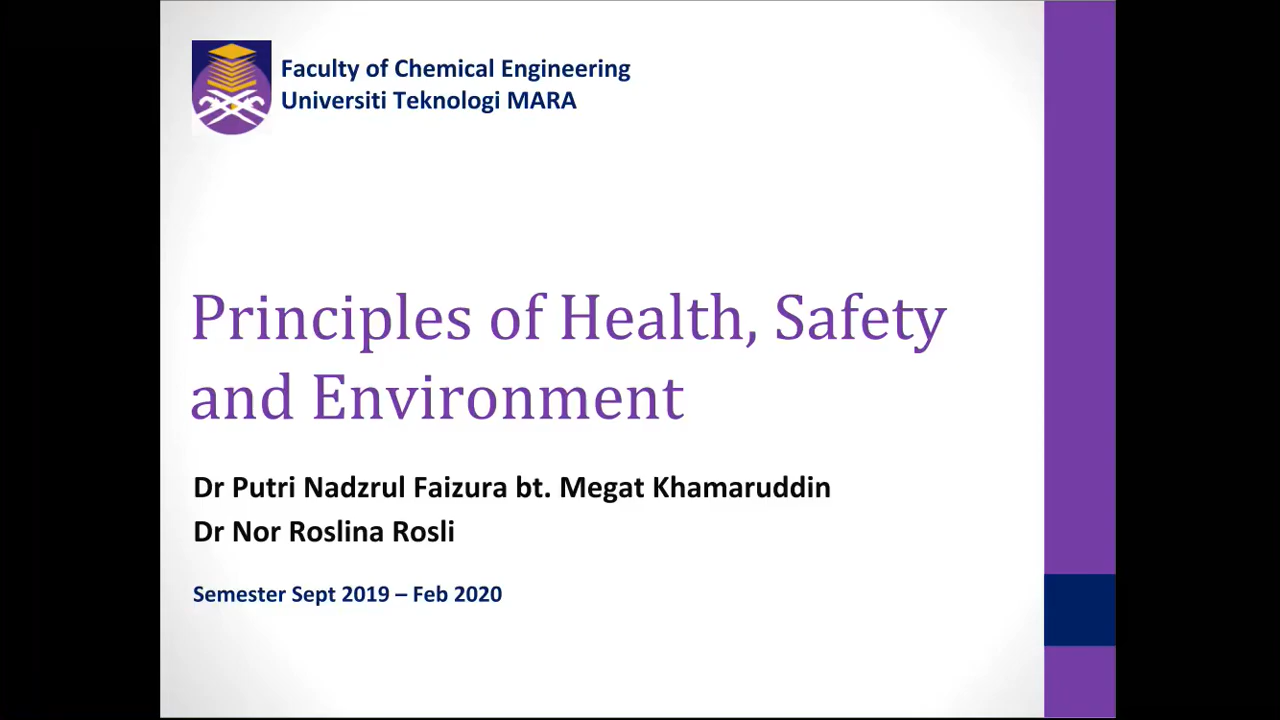 Faculty of Chemical Engineering
Universiti Teknologi MARA
Principles of Health, Safety
and Environment
Dr Putri Nadzrul Faizura bt. Megat Khamaruddin
Dr Nor Roslina Rosli
Semester Sept 2019 – Feb 2020